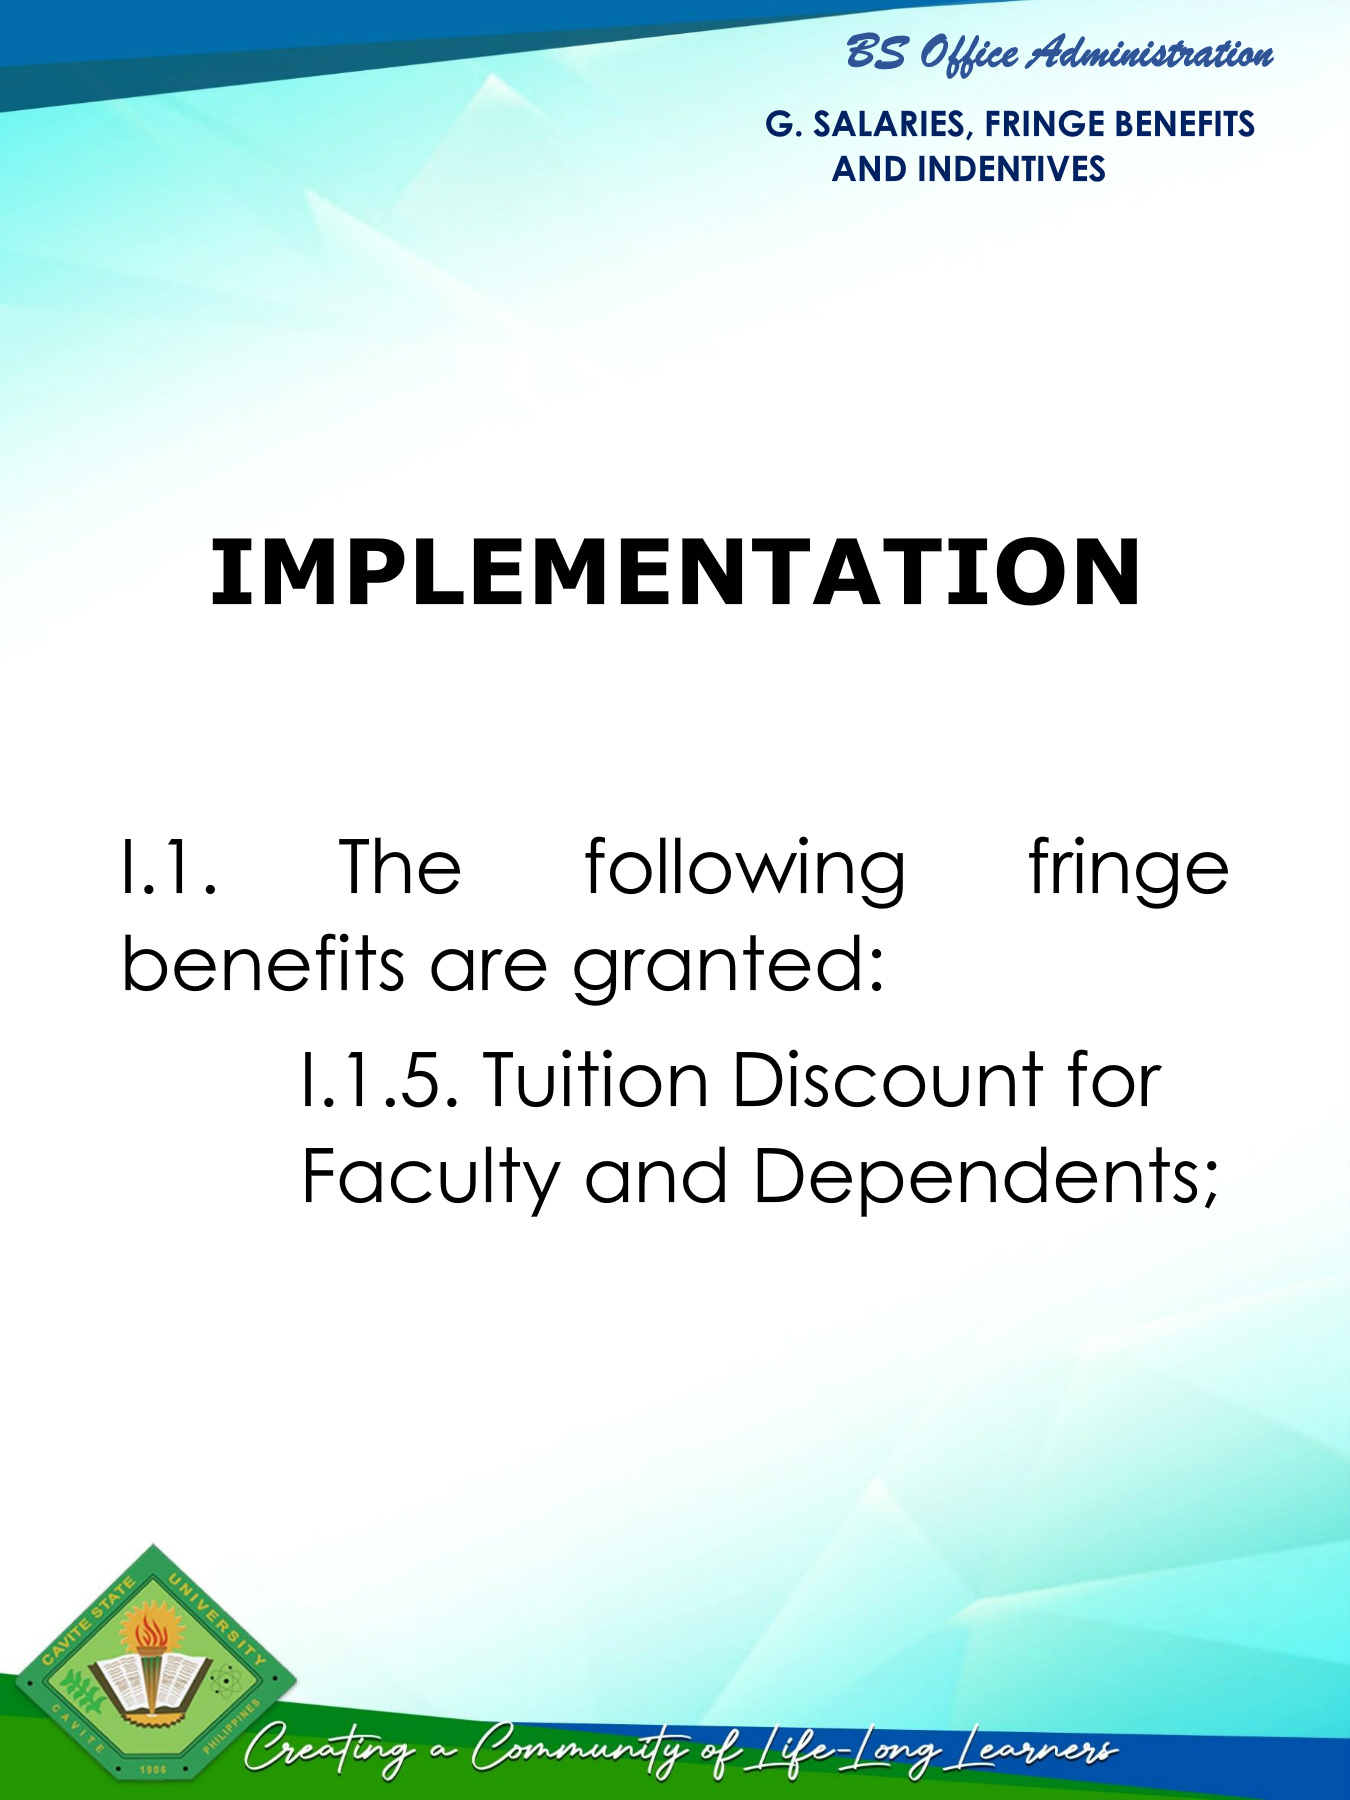 BS Office Administration
G. SALARIES, FRINGE BENEFITS
AND INDENTIVES
IMPLEMENTATION
I.1. The following fringe
benefits are granted:
I.1.5. Tuition Discount for
Faculty and Dependents;
CAVITE STATE UNIVERSITY
CAVITE PHILIPPINES
1906
Creating a Community of Life-Long Learners